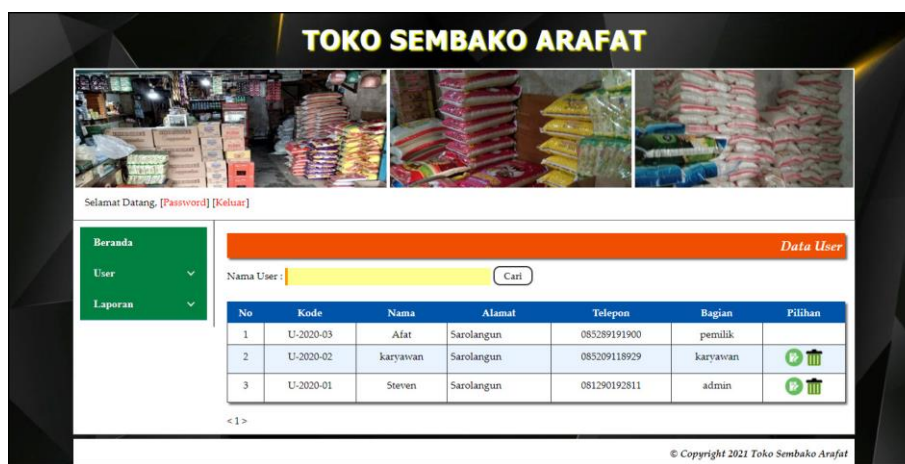 TOKO SEMBAKO ARAFAT
Selamat Datang, [Password] [Keluar]
Beranda
User
Laporan
Data User
Nama User : Cari
No Kode Nama Alamat Telepon Bagian Pilihan
1 U-2020-03 Afat Sarolangun 085289191900 pemilik
2 U-2020-02 karyawan Sarolangun 085209118929 karyawan
3 U-2020-01 Steven Sarolangun 081290192811 admin
< 1 >
© Copyright 2021 Toko Sembako Arafat